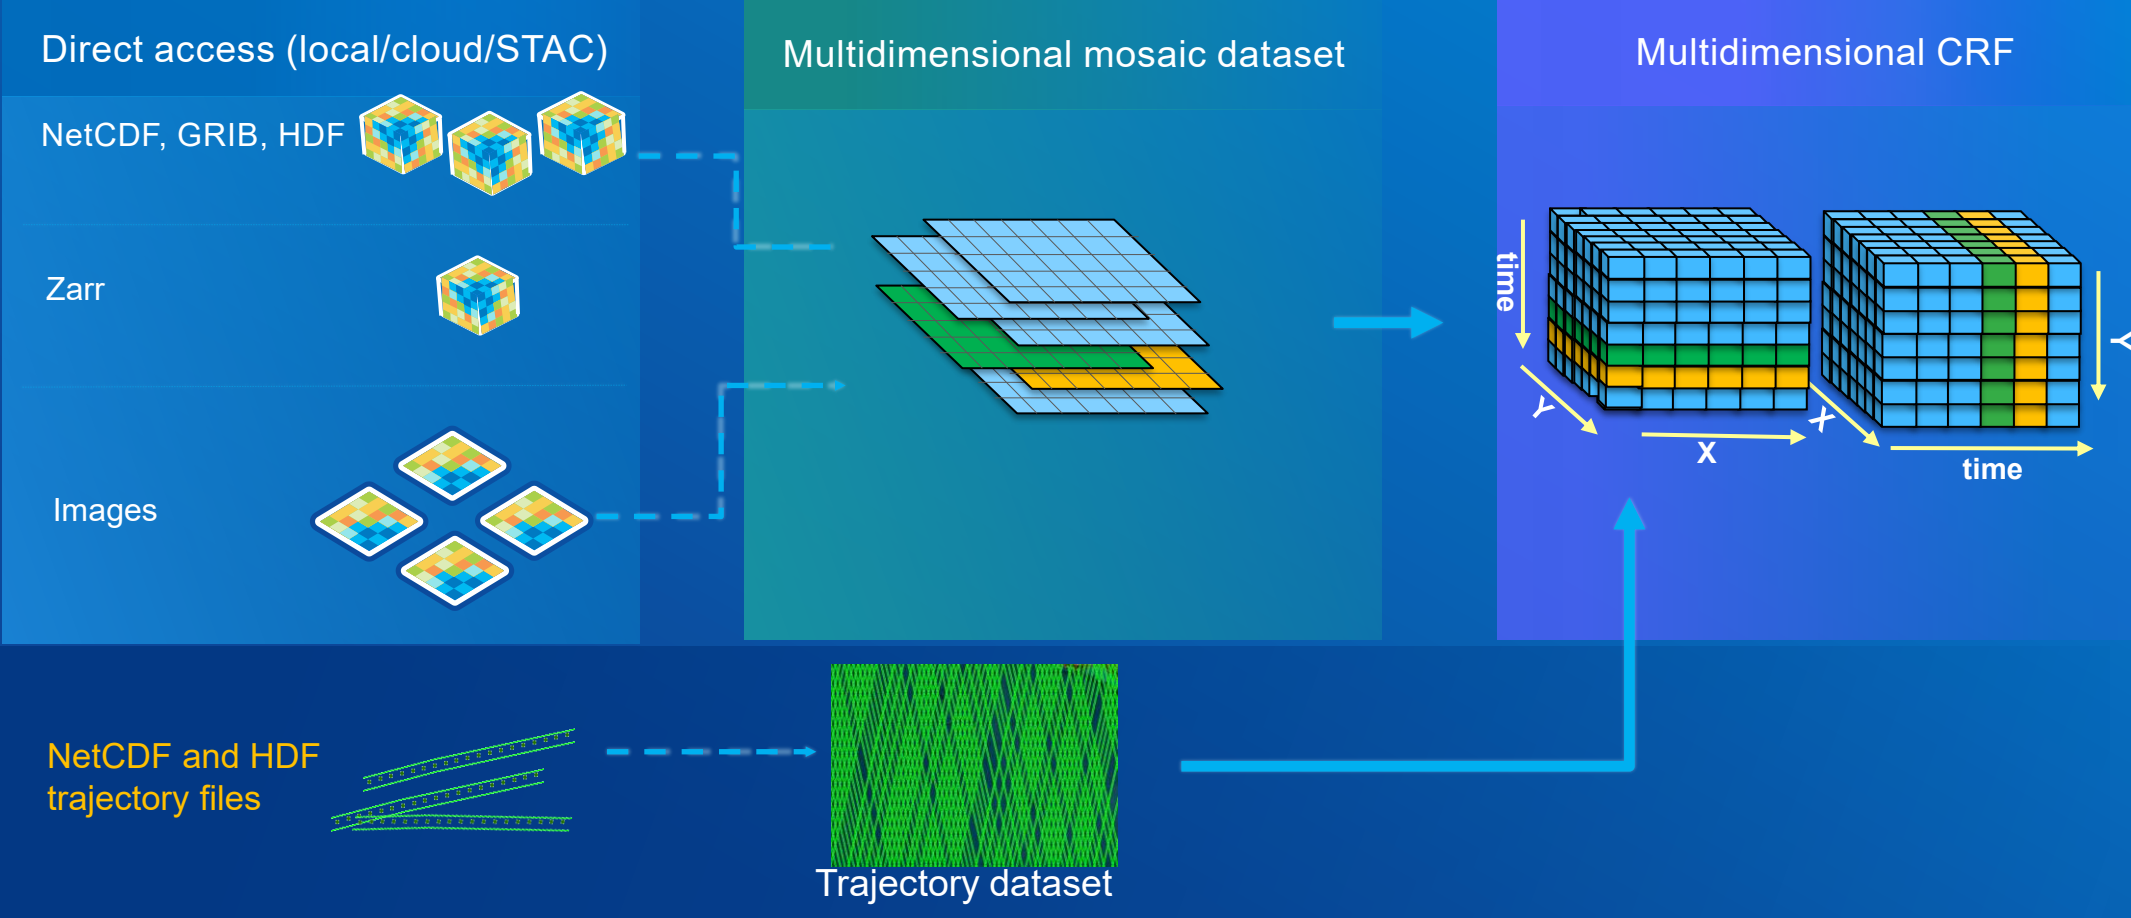 Direct access (local/cloud/STAC)
Multidimensional mosaic dataset
Multidimensional CRF
NetCDF, GRIB, HDF
Zarr
Images
time
Y
X
X
time
Y
NetCDF and HDF
trajectory files
Trajectory dataset